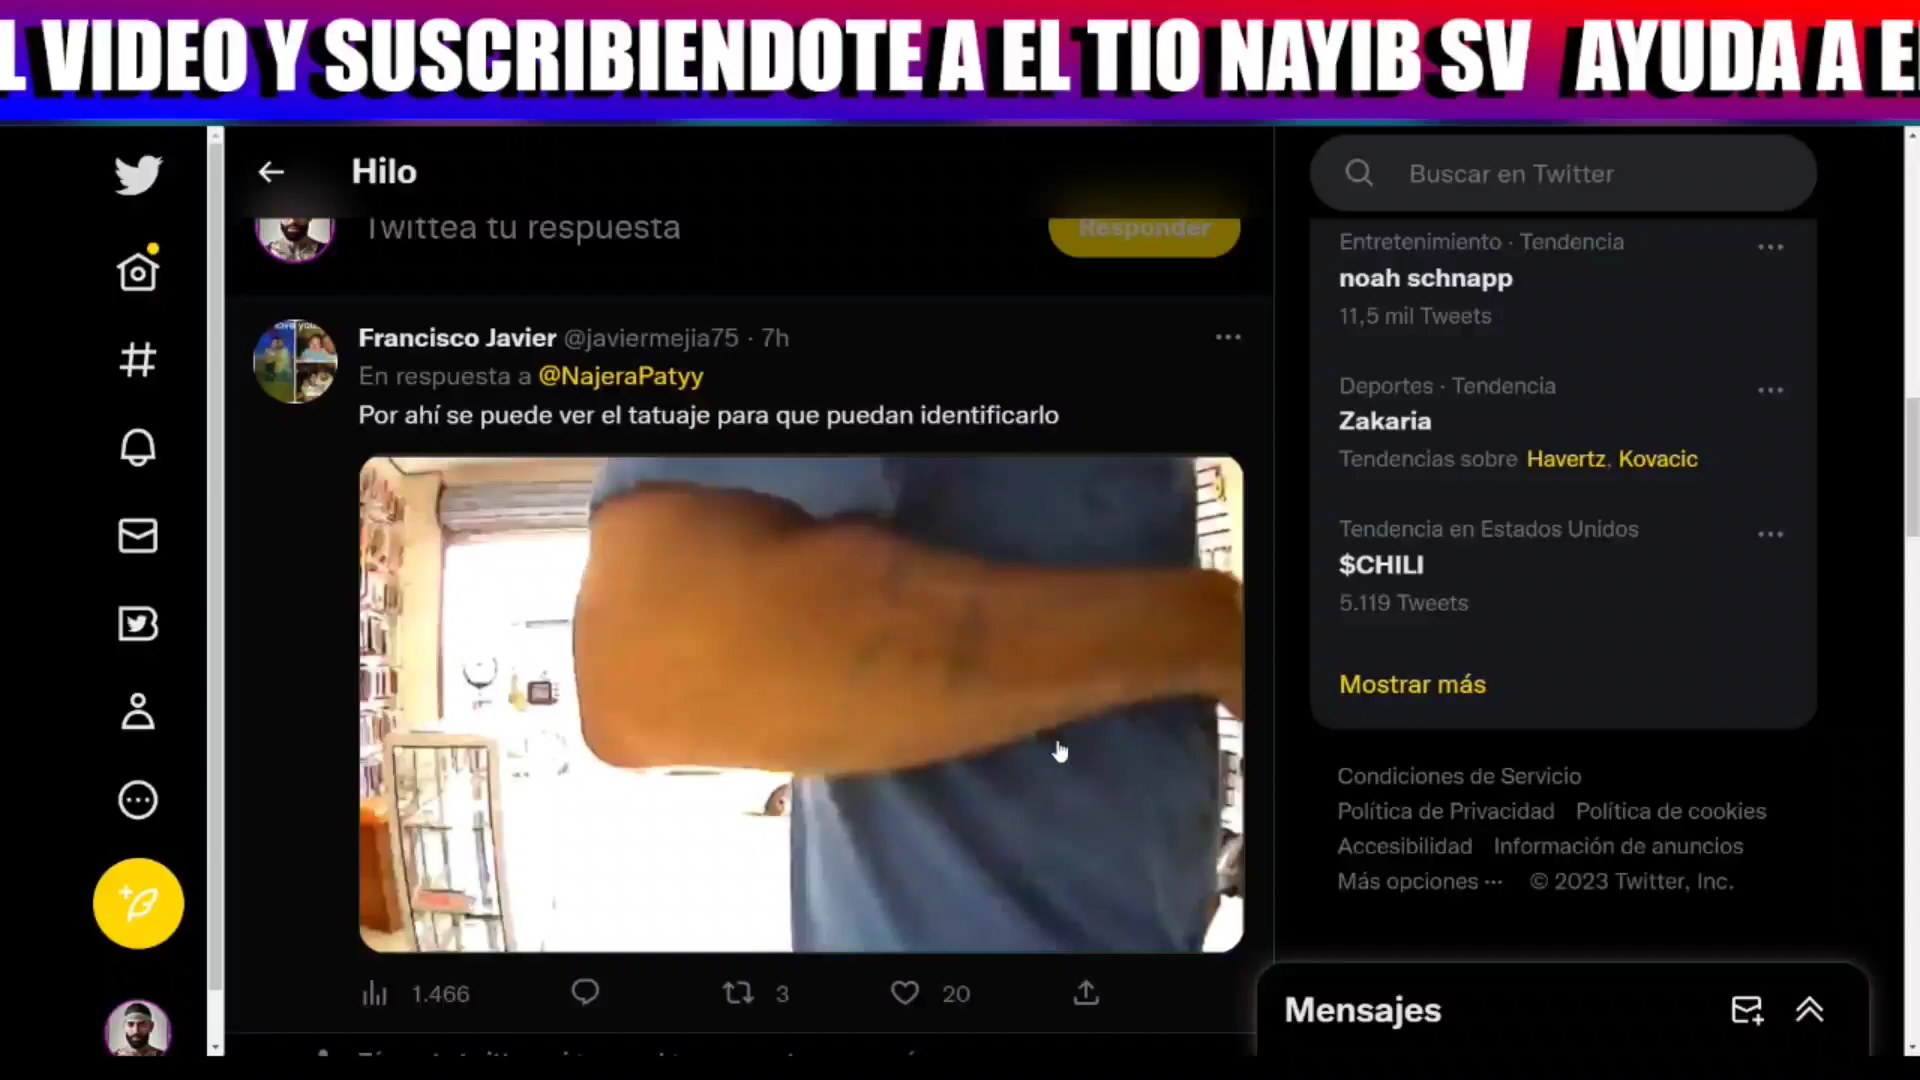 L VIDEO Y SUSCRIBIENDOTE A EL TIO NAYIB SV AYUDA A E
Hilo
Buscar en Twitter
Twittea tu respuesta
Responder
Entretenimiento · Tendencia
noah schnapp
11,5 mil Tweets
Francisco Javier @javiermejia75 · 7h
En respuesta a @NajeraPatyy
Por ahí se puede ver el tatuaje para que puedan identificarlo
Deportes · Tendencia
Zakaria
Tendencias sobre Havertz, Kovacic
Tendencia en Estados Unidos
$CHILI
5.119 Tweets
Mostrar más
Condiciones de Servicio
Política de Privacidad Política de cookies
Accesibilidad Información de anuncios
Más opciones ··· © 2023 Twitter, Inc.
1.466 3 20
Mensajes